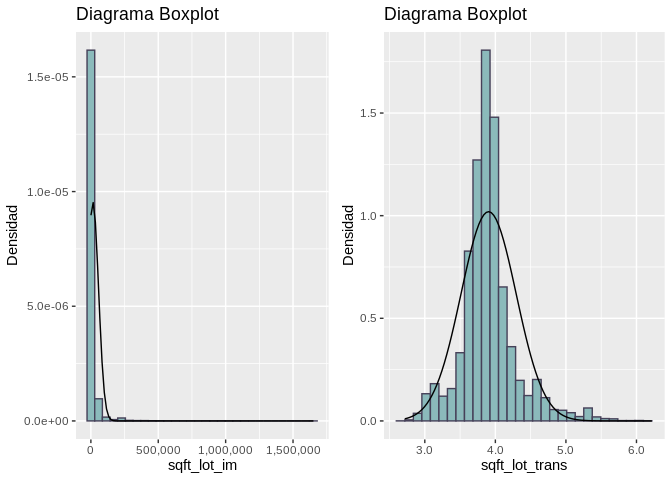 Diagrama Boxplot
Densidad
1.5e-05
1.0e-05
5.0e-06
0.0e+00
0 500,000 1,000,000 1,500,000
sqft_lot_im
Diagrama Boxplot
Densidad
1.5
1.0
0.5
0.0
3.0 4.0 5.0 6.0
sqft_lot_trans